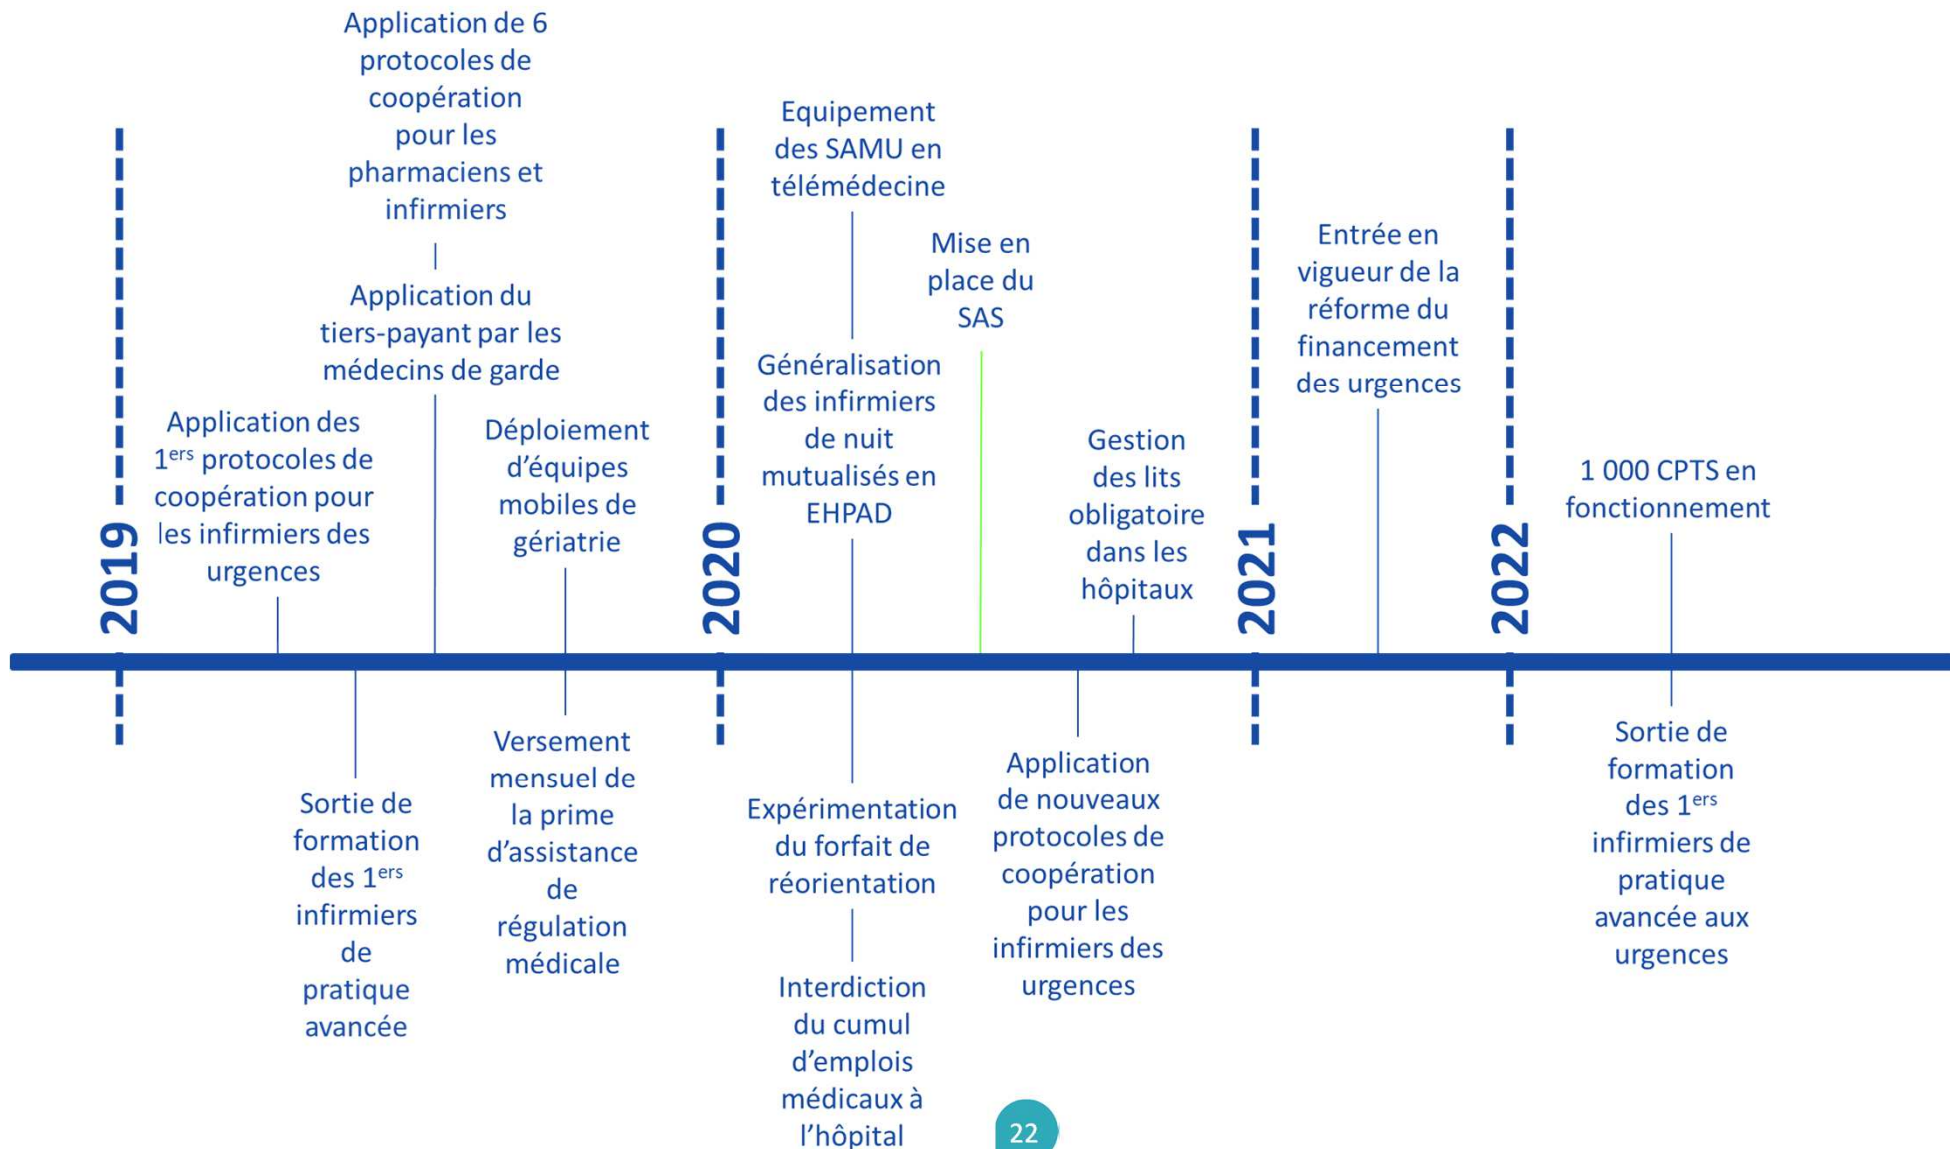 Application de 6
protocoles de
coopération
pour les
pharmaciens et
infirmiers
Application du
tiers-payant par les
médecins de garde
Application des
1ers protocoles de
coopération pour
les infirmiers des
urgences
Déploiement
d'équipes
mobiles de
gériatrie
2019
Sortie de
formation
des 1ers
infirmiers
de
pratique
avancée
Versement
mensuel de
la prime
d'assistance
de
régulation
médicale
2020
Equipement
des SAMU en
télémédecine
Généralisation
des infirmiers
de nuit
mutualisés en
EHPAD
Mise en
place du
SAS
Gestion
des lits
obligatoire
dans les
hôpitaux
Expérimentation
du forfait de
réorientation
Interdiction
du cumul
d'emplois
médicaux à
l'hôpital
Application
de nouveaux
protocoles de
coopération
pour les
infirmiers des
urgences
2021
Entrée en
vigueur de la
réforme du
financement
des urgences
2022
1 000 CPTS en
fonctionnement
Sortie de
formation
des 1ers
infirmiers de
pratique
avancée aux
urgences
22